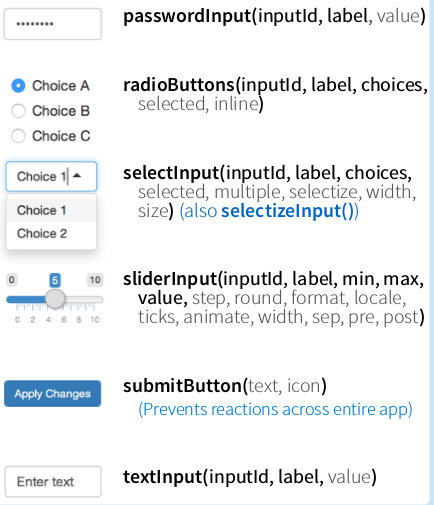 ••••••••
passwordInput(inputId, label, value)
Choice A
Choice B
Choice C
radioButtons(inputId, label, choices,
selected, inline)
Choice 1
Choice 1
Choice 2
selectInput(inputId, label, choices,
selected, multiple, selectize, width,
size) (also selectizeInput())
0 5 10
0 2 4 6 8 10
sliderInput(inputId, label, min, max,
value, step, round, format, locale,
ticks, animate, width, sep, pre, post)
Apply Changes
submitButton(text, icon)
(Prevents reactions across entire app)
Enter text
textInput(inputId, label, value)